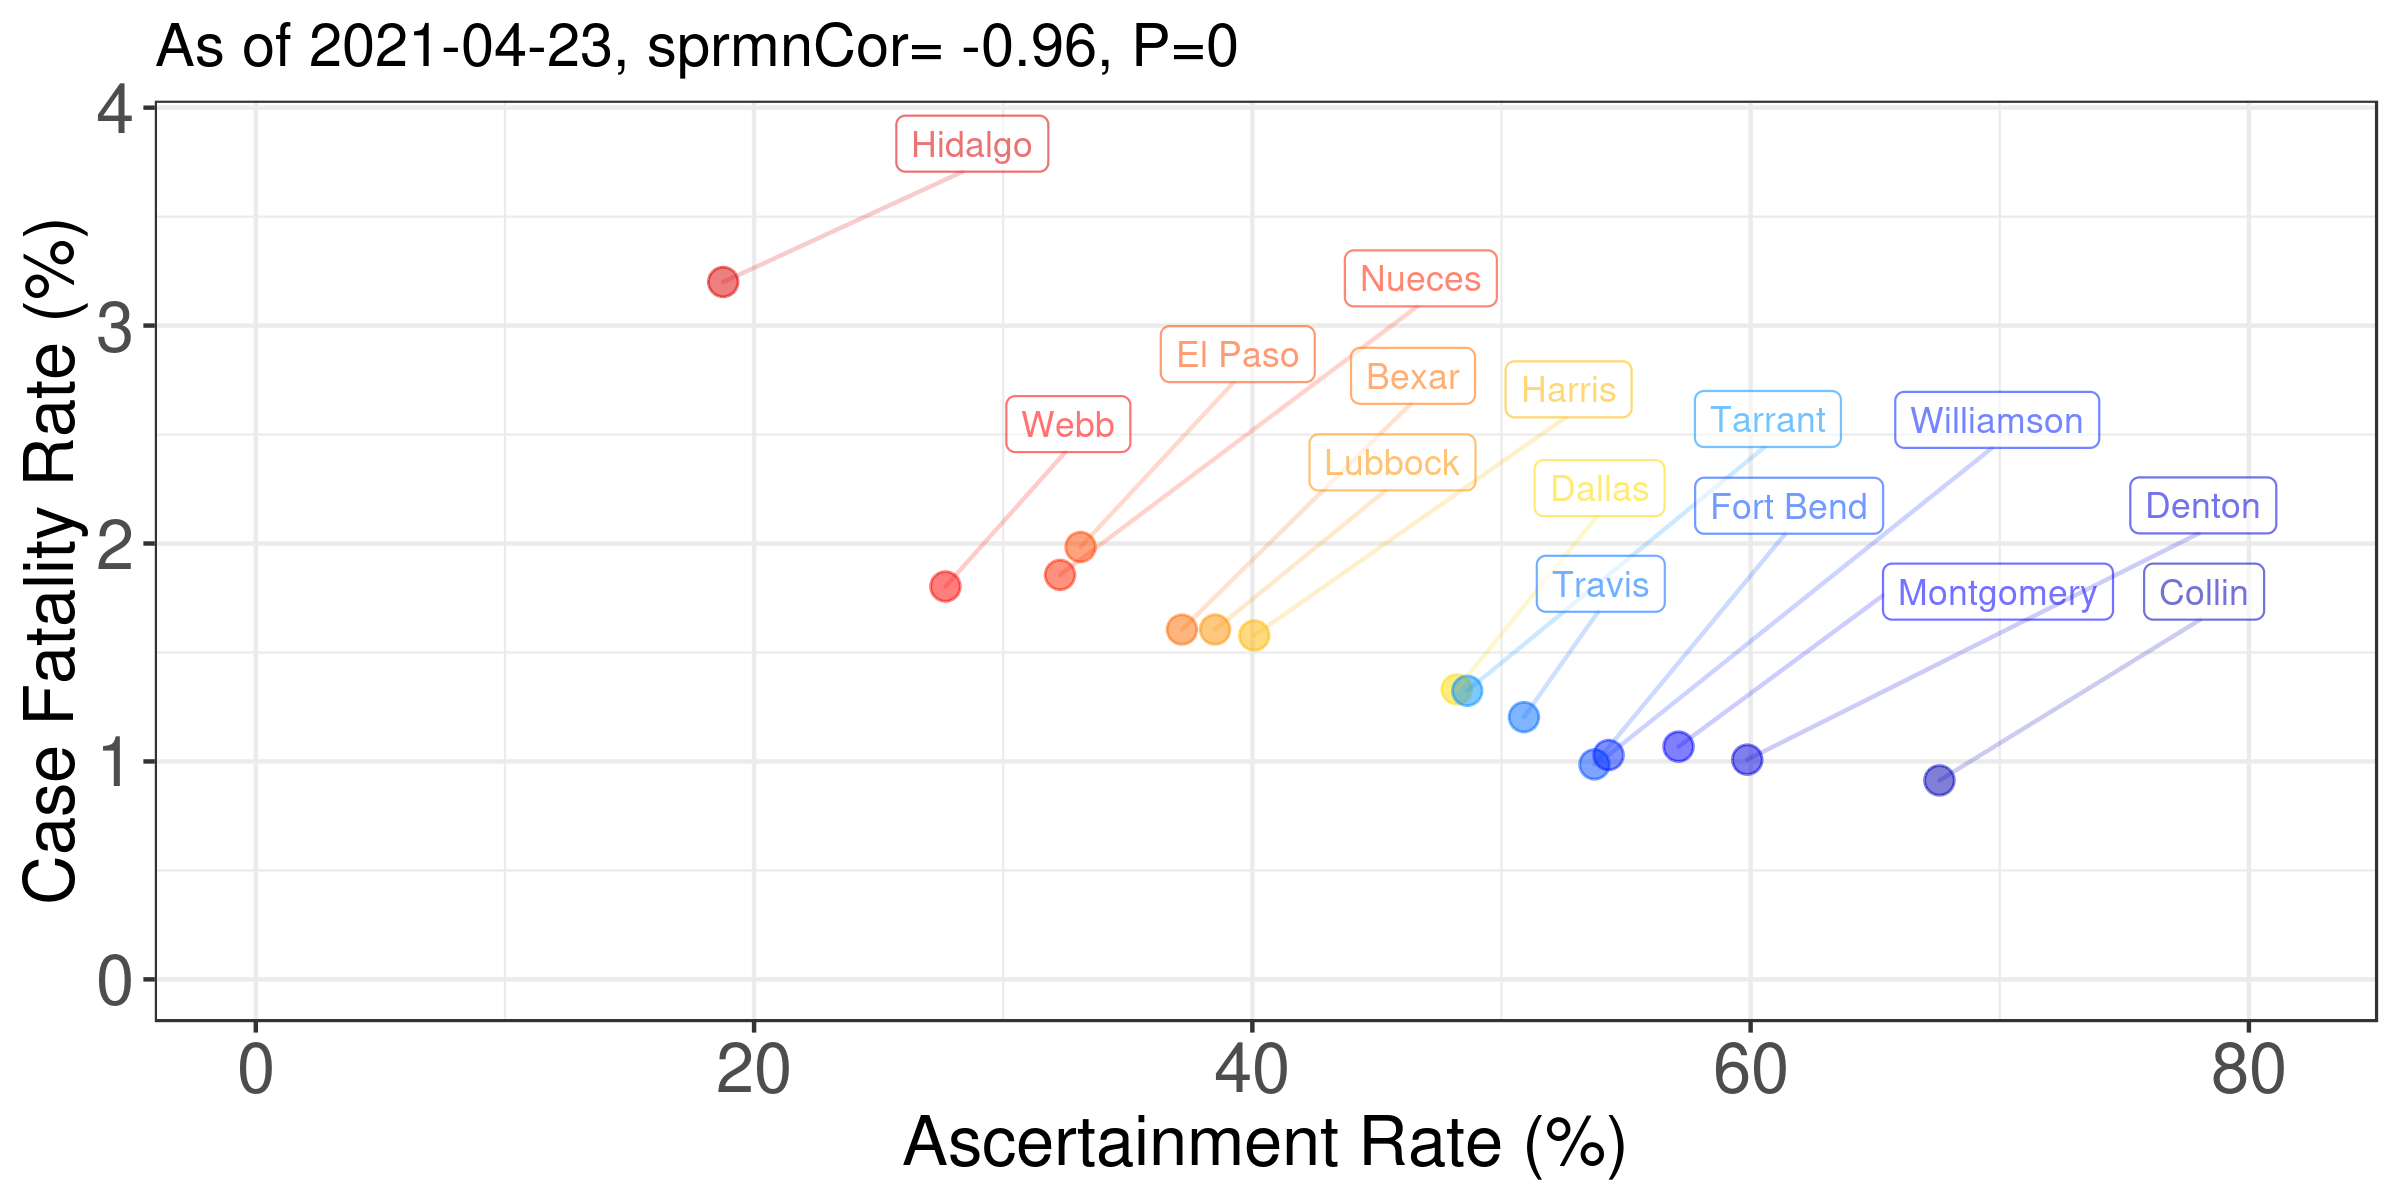 As of 2021-04-23, sprmnCor= -0.96, P=0
Case Fatality Rate (%)
4
3
2
1
0
Hidalgo
Nueces
El Paso
Bexar
Harris
Webb
Lubbock
Tarrant
Williamson
Dallas
Fort Bend
Denton
Travis
Montgomery
Collin
0 20 40 60 80
Ascertainment Rate (%)